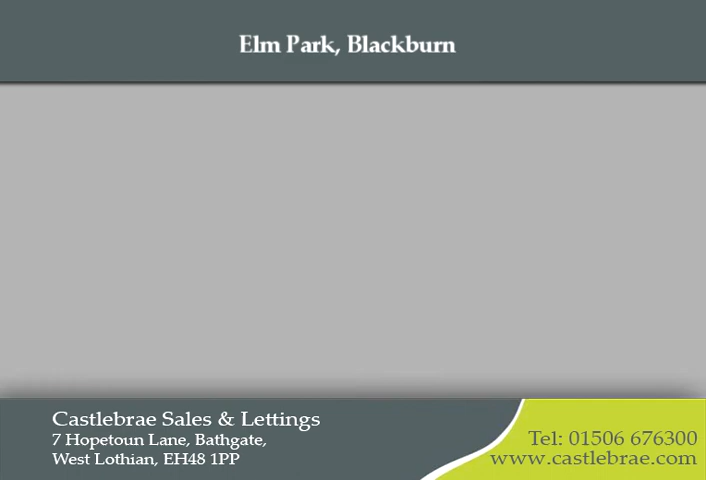 Elm Park, Blackburn
Castlebrae Sales & Lettings
7 Hopetoun Lane, Bathgate,
West Lothian, EH48 1PP
Tel: 01506 676300
www.castlebrae.com